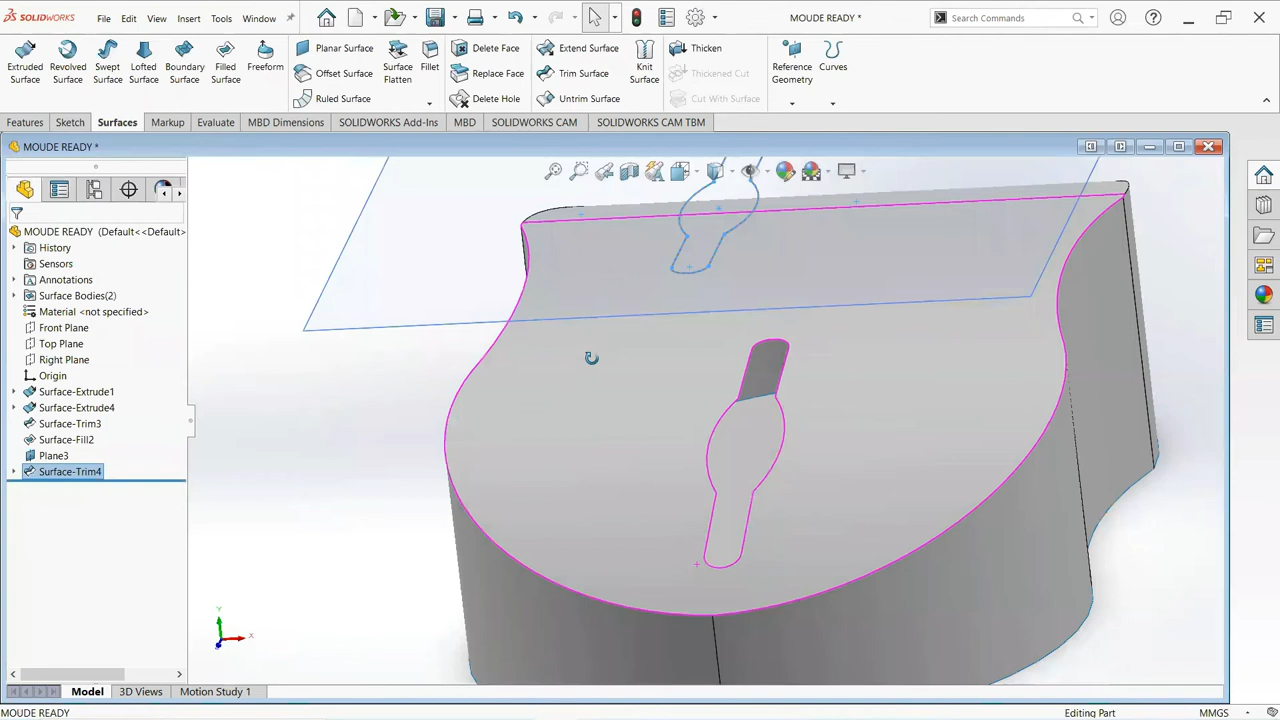 SOLIDWORKS
File Edit View Insert Tools Window
MOUDE READY *
Search Commands
Extruded Surface
Revolved Surface
Swept Surface
Lofted Surface
Boundary Surface
Filled Surface
Freeform
Planar Surface
Offset Surface
Ruled Surface
Surface Flatten
Fillet
Delete Face
Replace Face
Delete Hole
Extend Surface
Trim Surface
Untrim Surface
Knit Surface
Thicken
Thickened Cut
Cut With Surface
Reference Geometry
Curves
Features Sketch Surfaces Markup Evaluate MBD Dimensions SOLIDWORKS Add-Ins MBD SOLIDWORKS CAM SOLIDWORKS CAM TBM
MOUDE READY *
MOUDE READY (Default<<Default>
History
Sensors
Annotations
Surface Bodies(2)
Material <not specified>
Front Plane
Top Plane
Right Plane
Origin
Surface-Extrude1
Surface-Extrude4
Surface-Trim3
Surface-Fill2
Plane3
Surface-Trim4
Y
X
Z
Model 3D Views Motion Study 1
MOUDE READY
Editing Part
MMGS